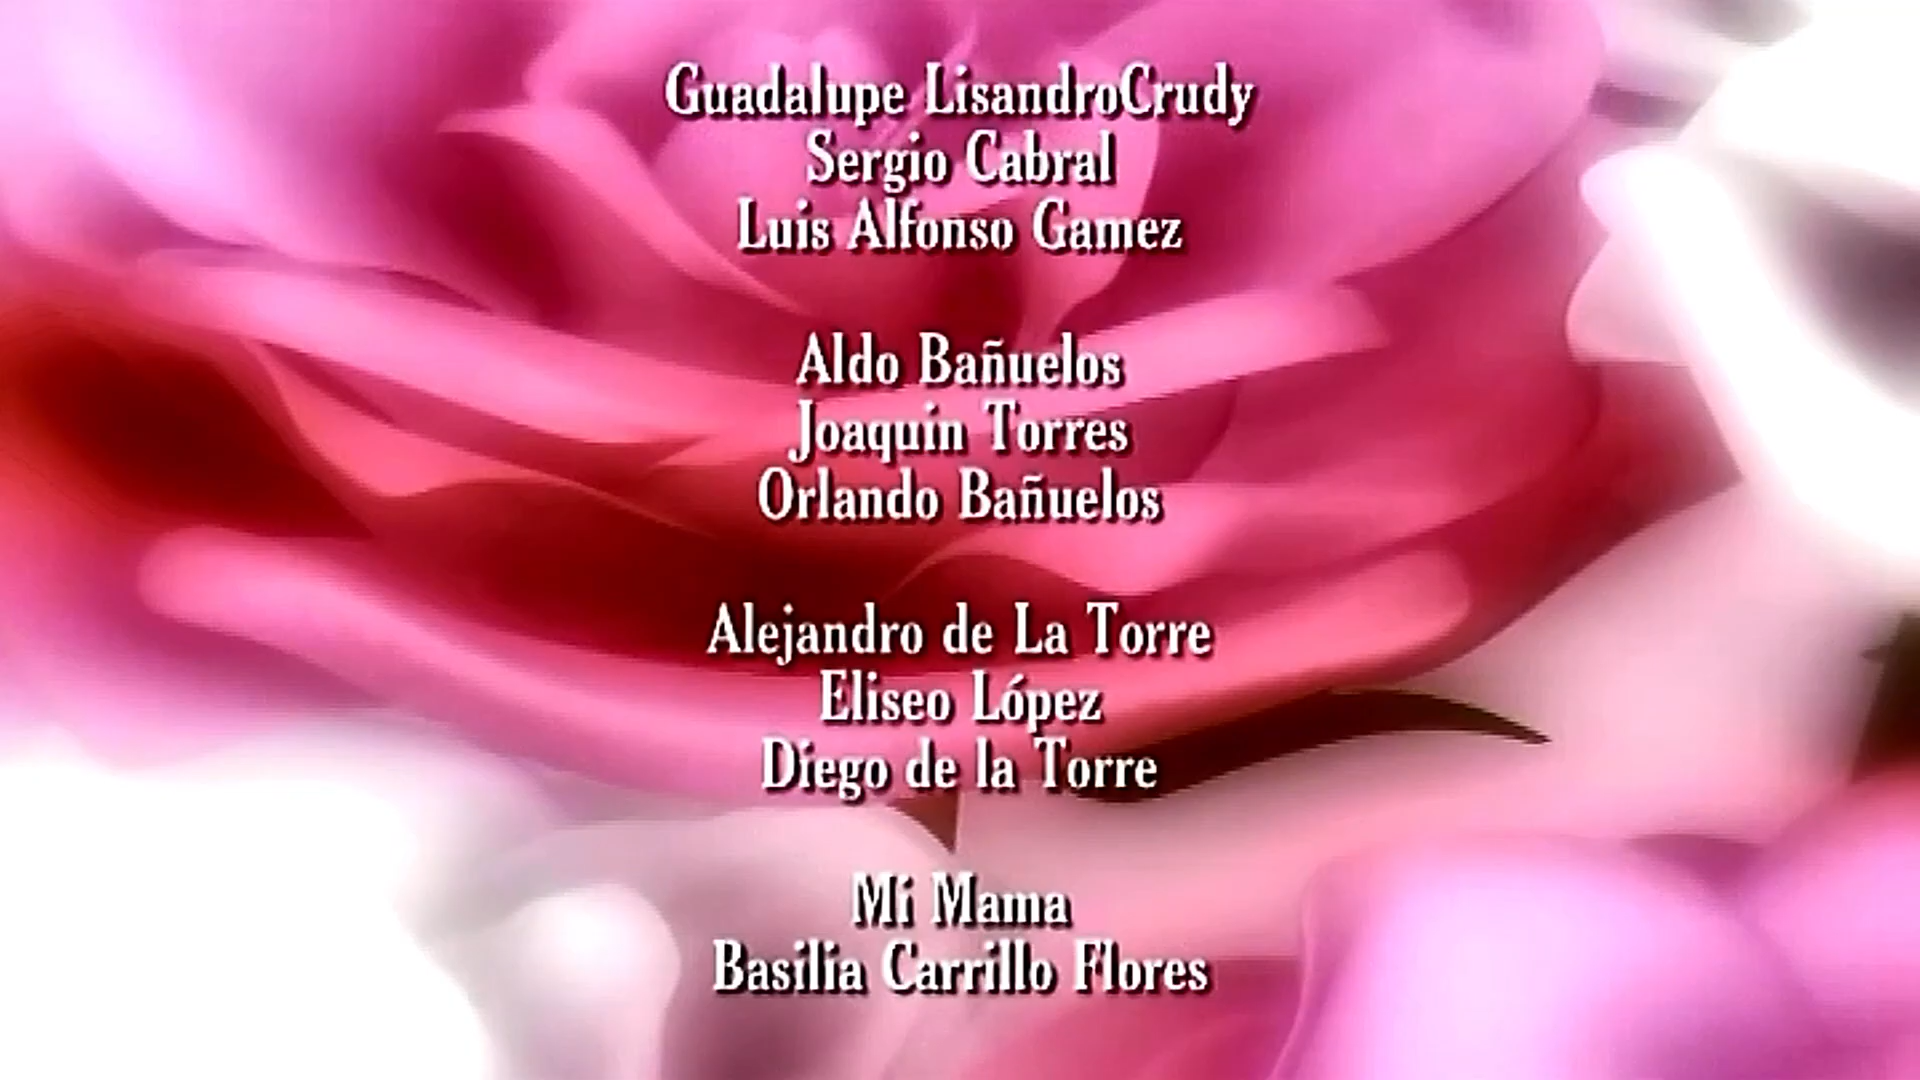 Guadalupe LisandroCrudy
Sergio Cabral
Luis Alfonso Gamez
Aldo Bañuelos
Joaquin Torres
Orlando Bañuelos
Alejandro de La Torre
Eliseo López
Diego de la Torre
Mi Mama
Basilia Carrillo Flores